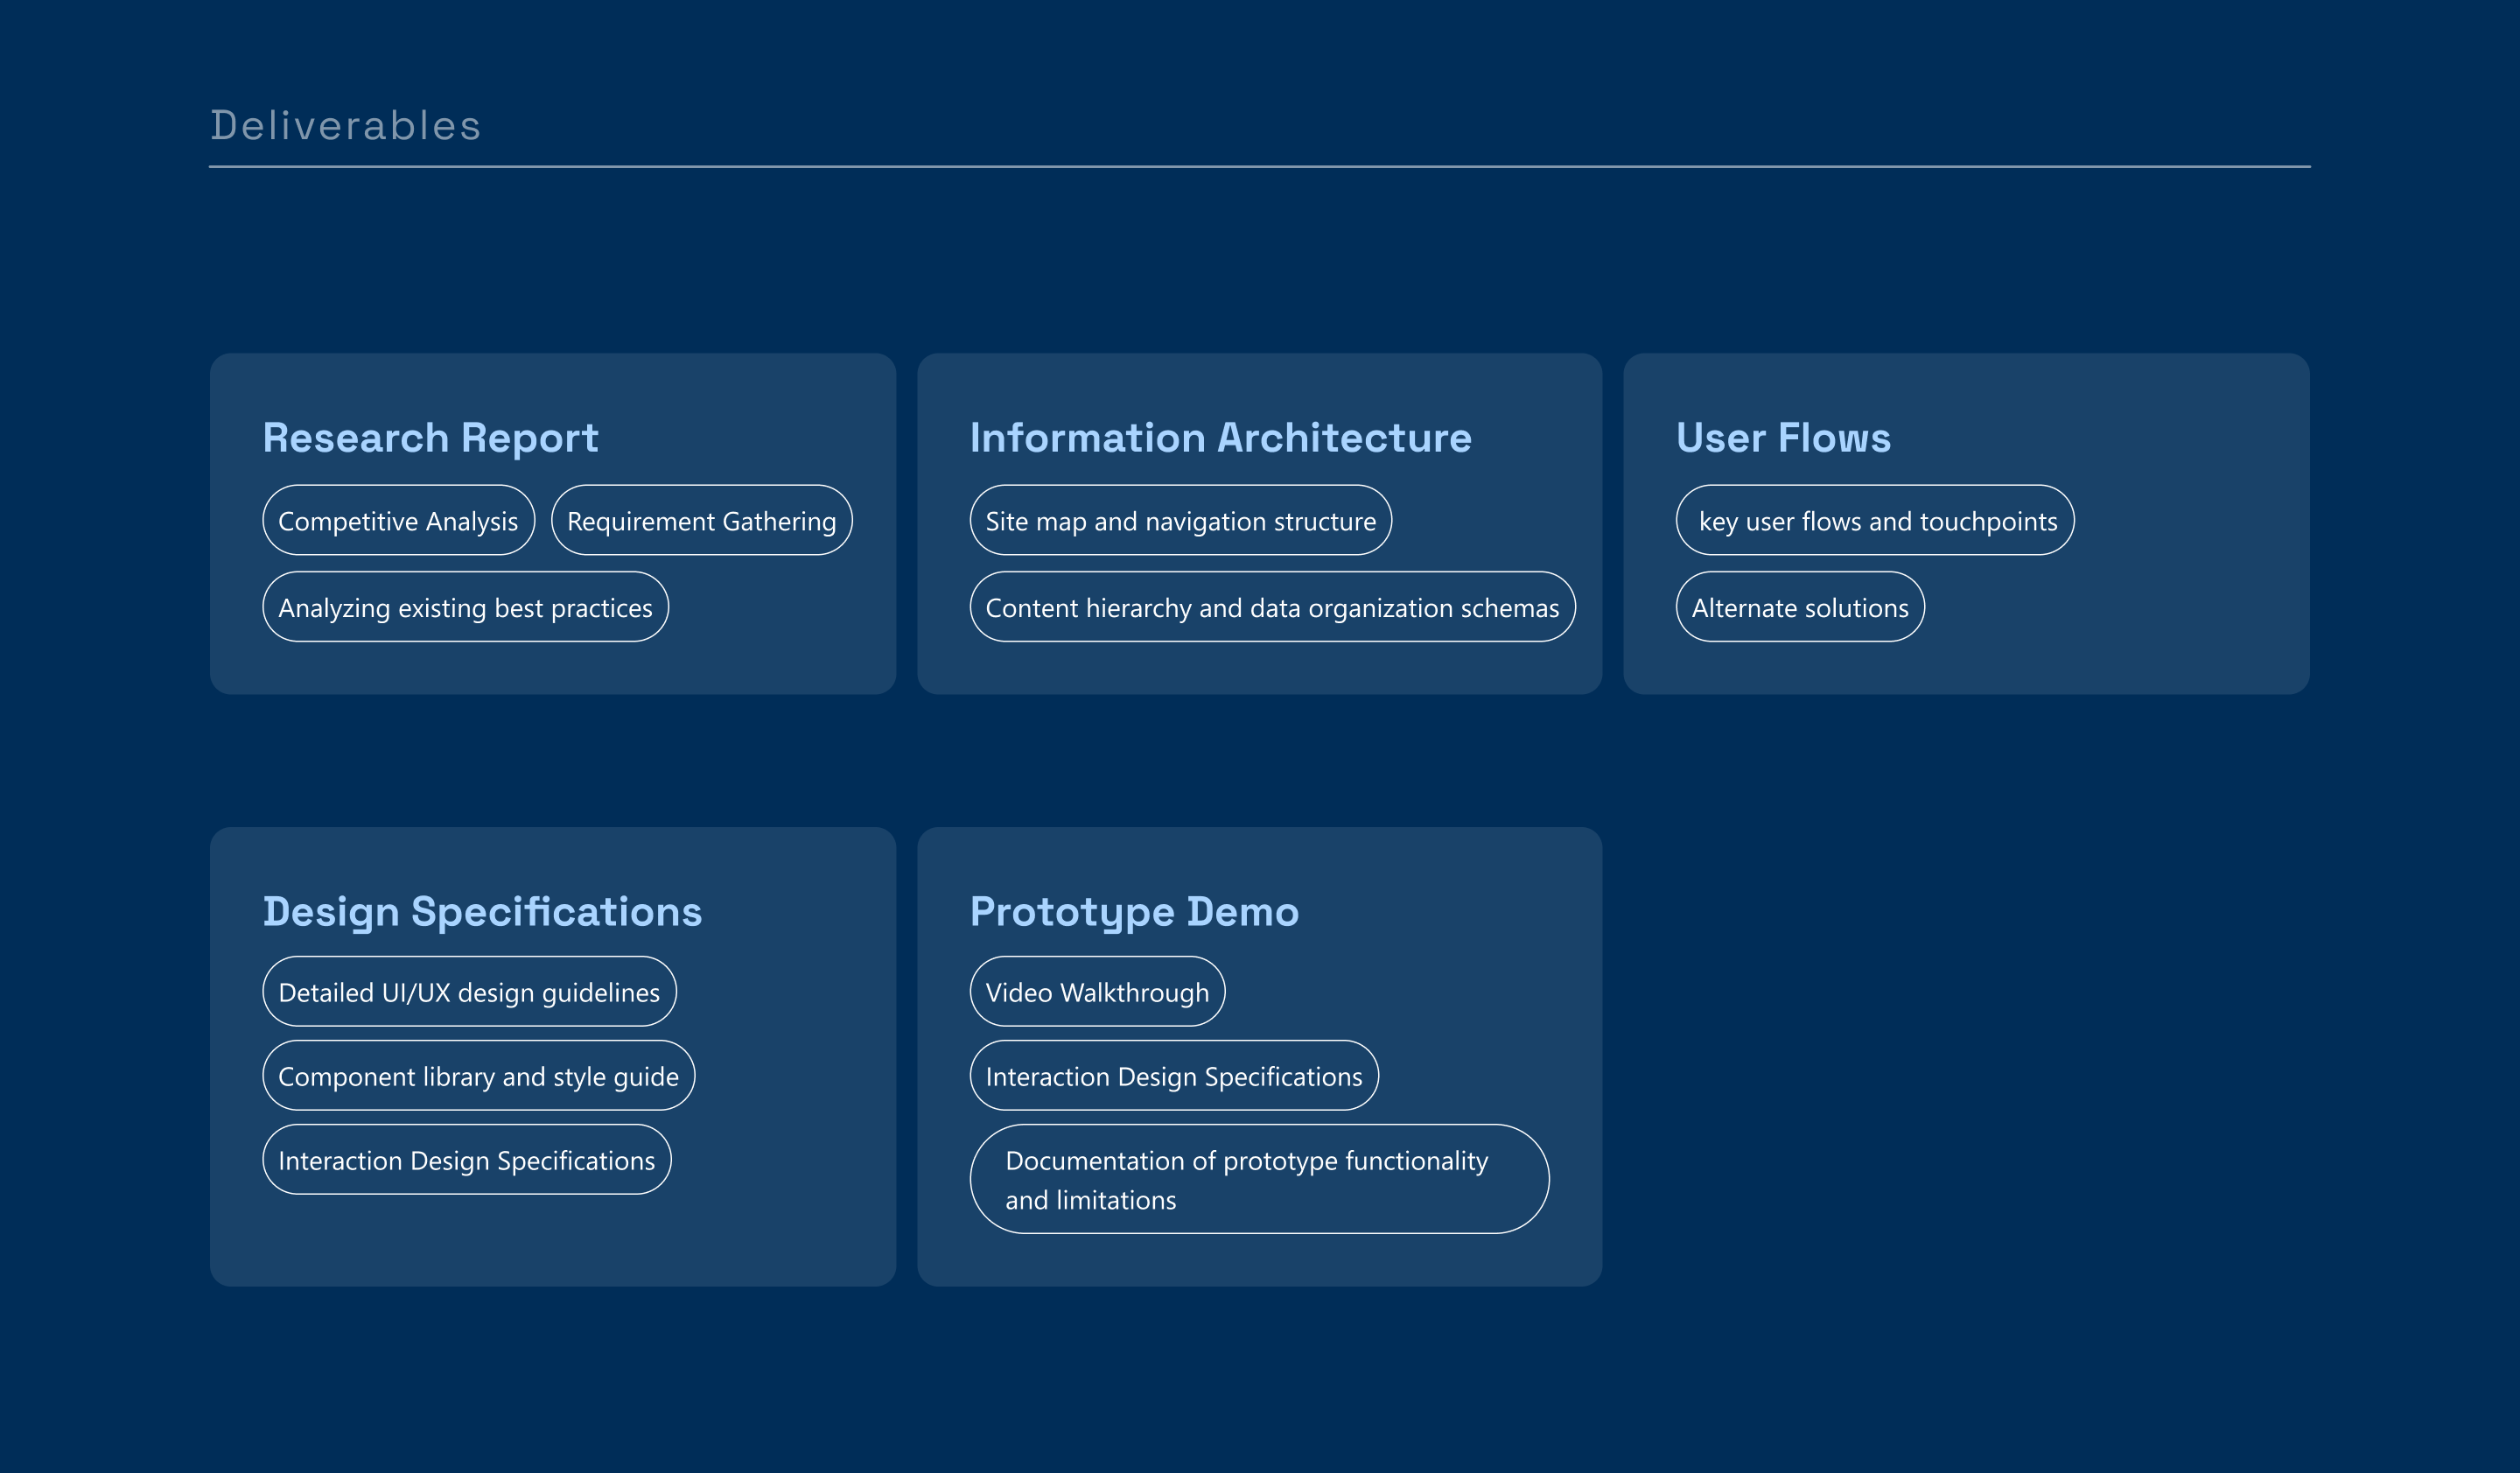 Deliverables
Research Report
Competitive Analysis
Requirement Gathering
Analyzing existing best practices
Information Architecture
Site map and navigation structure
Content hierarchy and data organization schemas
User Flows
key user flows and touchpoints
Alternate solutions
Design Specifications
Detailed UI/UX design guidelines
Component library and style guide
Interaction Design Specifications
Prototype Demo
Video Walkthrough
Interaction Design Specifications
Documentation of prototype functionality
and limitations